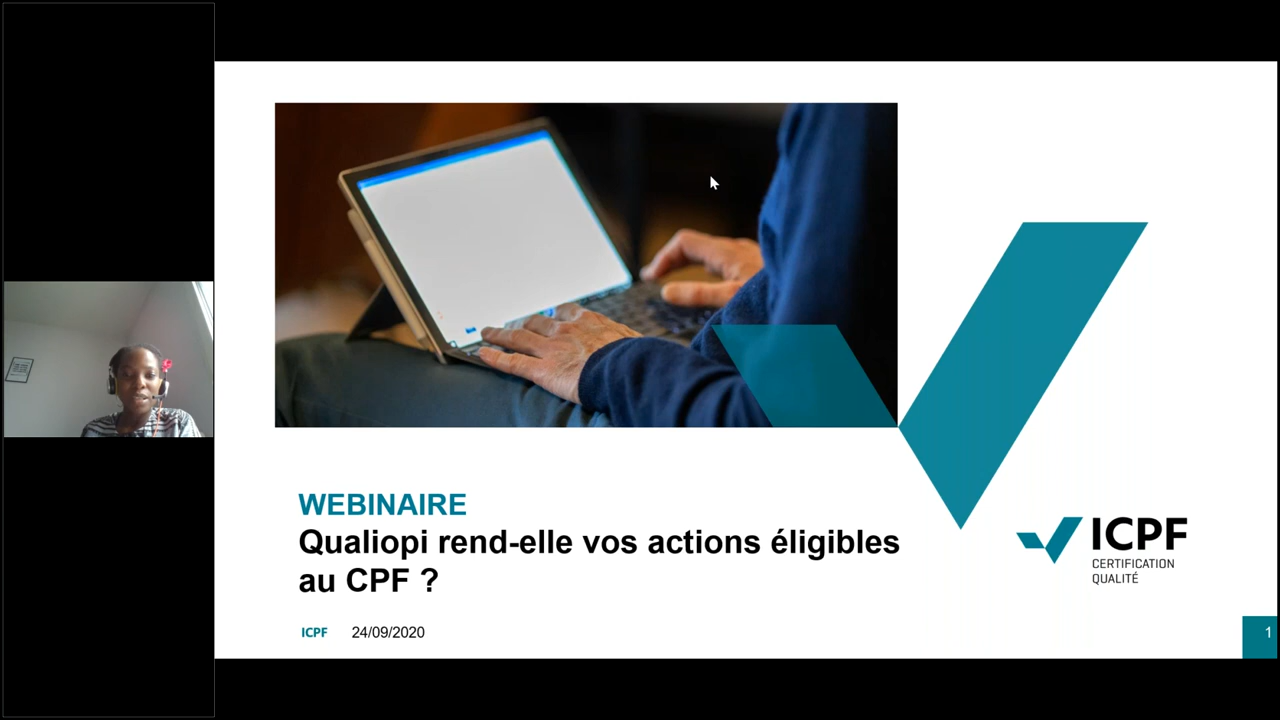 WEBINAIRE
Qualiopi rend-elle vos actions éligibles
au CPF ?
ICPF 24/09/2020
ICPF
CERTIFICATION
QUALITÉ
1